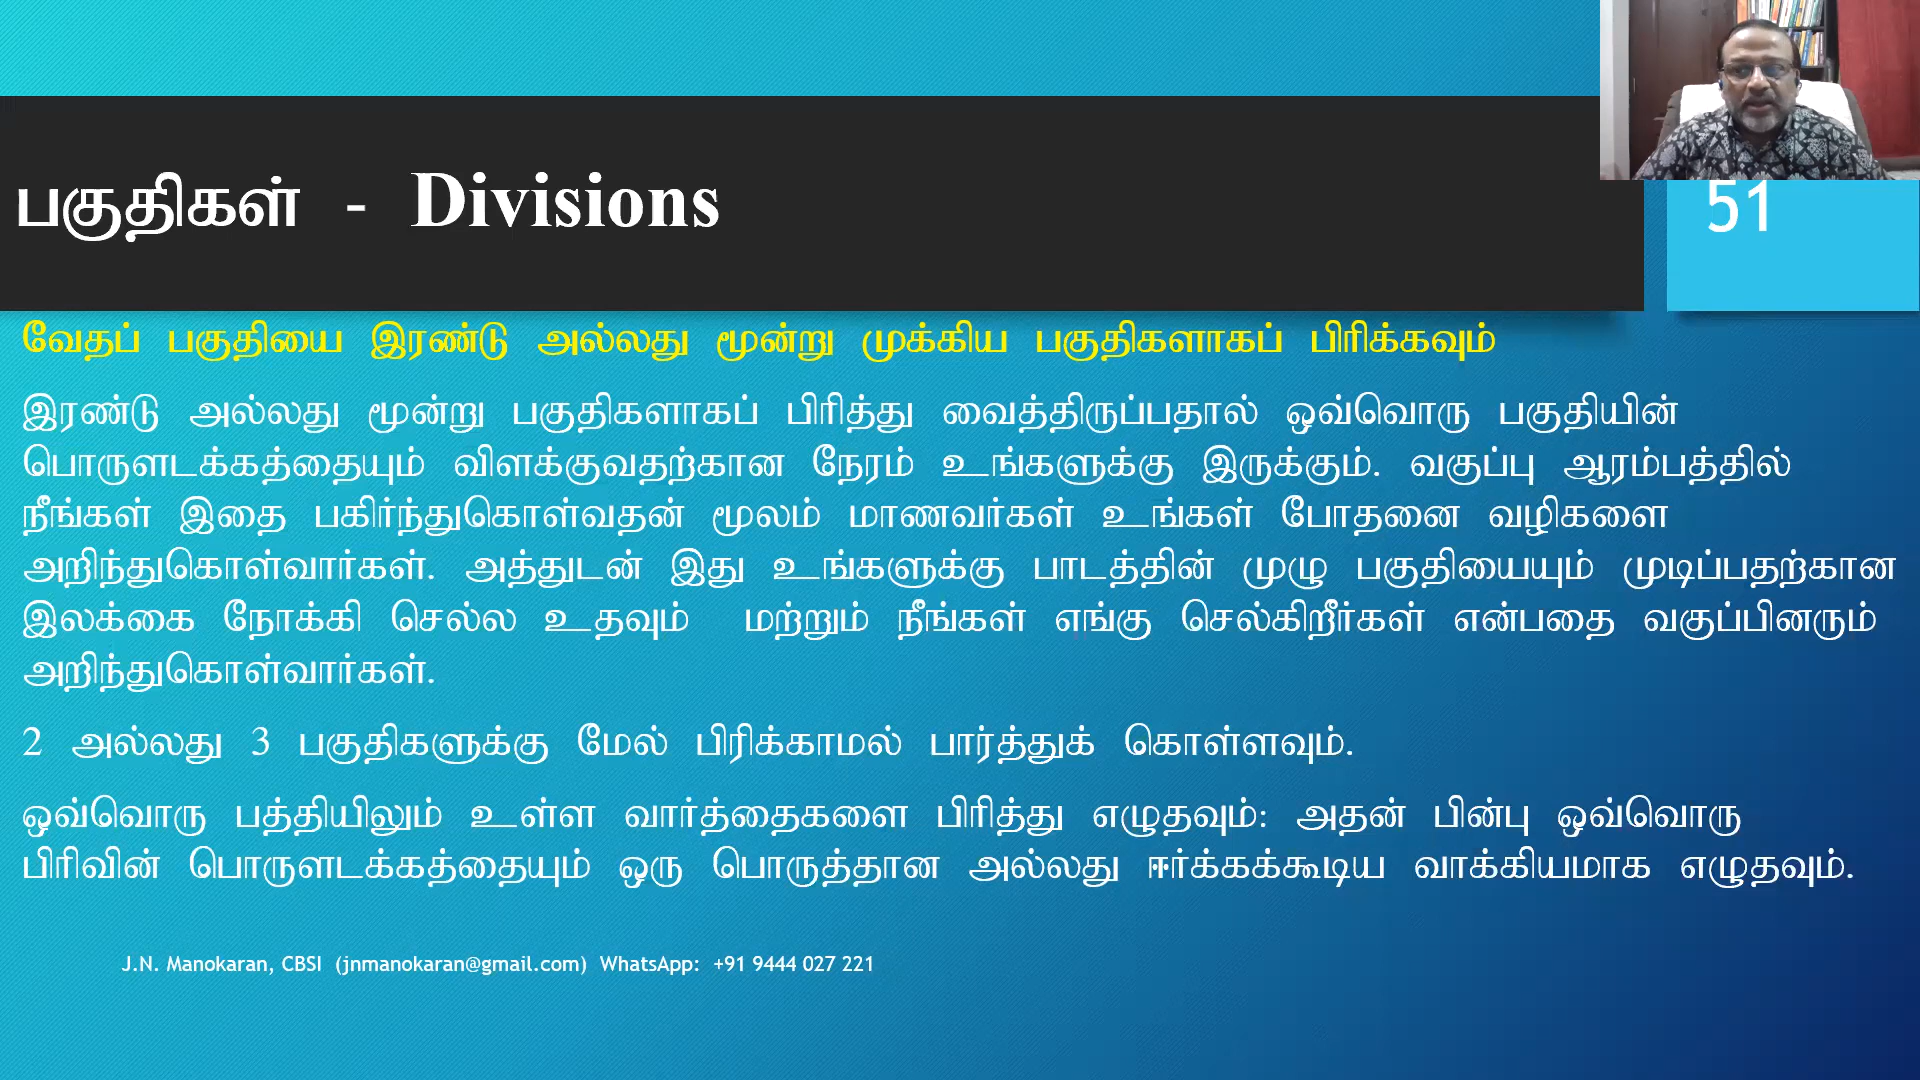 பகுதிகள் - Divisions
51
வேதப் பகுதியை இரண்டு அல்லது மூன்று முக்கிய பகுதிகளாகப் பிரிக்கவும்
இரண்டு அல்லது மூன்று பகுதிகளாகப் பிரித்து வைத்திருப்பதால் ஒவ்வொரு பகுதியின்
பொருளடக்கத்தையும் விளக்குவதற்கான நேரம் உங்களுக்கு இருக்கும். வகுப்பு ஆரம்பத்தில்
நீங்கள் இதை பகிர்ந்துகொள்வதன் மூலம் மாணவர்கள் உங்கள் போதனை வழிகளை
அறிந்துகொள்வார்கள். அத்துடன் இது உங்களுக்கு பாடத்தின் முழு பகுதியையும் முடிப்பதற்கான
இலக்கை நோக்கி செல்ல உதவும் மற்றும் நீங்கள் எங்கு செல்கிறீர்கள் என்பதை வகுப்பினரும்
அறிந்துகொள்வார்கள்.
2 அல்லது 3 பகுதிகளுக்கு மேல் பிரிக்காமல் பார்த்துக் கொள்ளவும்.
ஒவ்வொரு பத்தியிலும் உள்ள வார்த்தைகளை பிரித்து எழுதவும்: அதன் பின்பு ஒவ்வொரு
பிரிவின் பொருளடக்கத்தையும் ஒரு பொருத்தான அல்லது ஈர்க்கக்கூடிய வாக்கியமாக எழுதவும்.
J.N. Manokaran, CBSI (jnmanokaran@gmail.com) WhatsApp: +91 9444 027 221